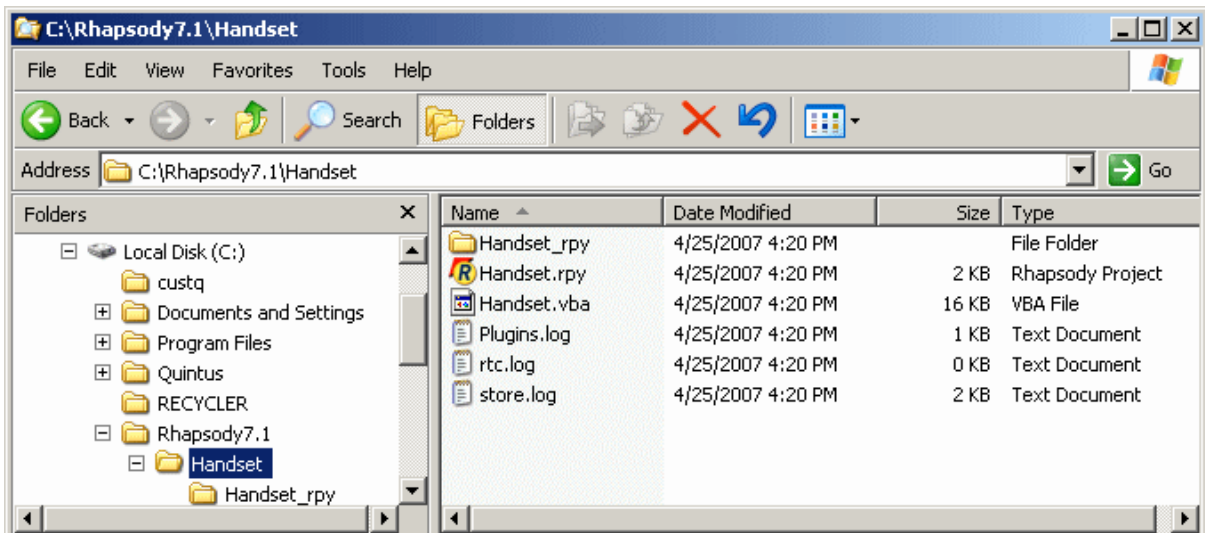 C:\Rhapsody7.1\Handset
File Edit View Favorites Tools Help
Back Search Folders
Address C:\Rhapsody7.1\Handset Go
Folders
Local Disk (C:)
custq
Documents and Settings
Program Files
Quintus
RECYCLER
Rhapsody7.1
Handset
Handset_rpy
Name Date Modified Size Type
Handset_rpy 4/25/2007 4:20 PM File Folder
Handset.rpy 4/25/2007 4:20 PM 2 KB Rhapsody Project
Handset.vba 4/25/2007 4:20 PM 16 KB VBA File
Plugins.log 4/25/2007 4:20 PM 1 KB Text Document
rtc.log 4/25/2007 4:20 PM 0 KB Text Document
store.log 4/25/2007 4:20 PM 2 KB Text Document